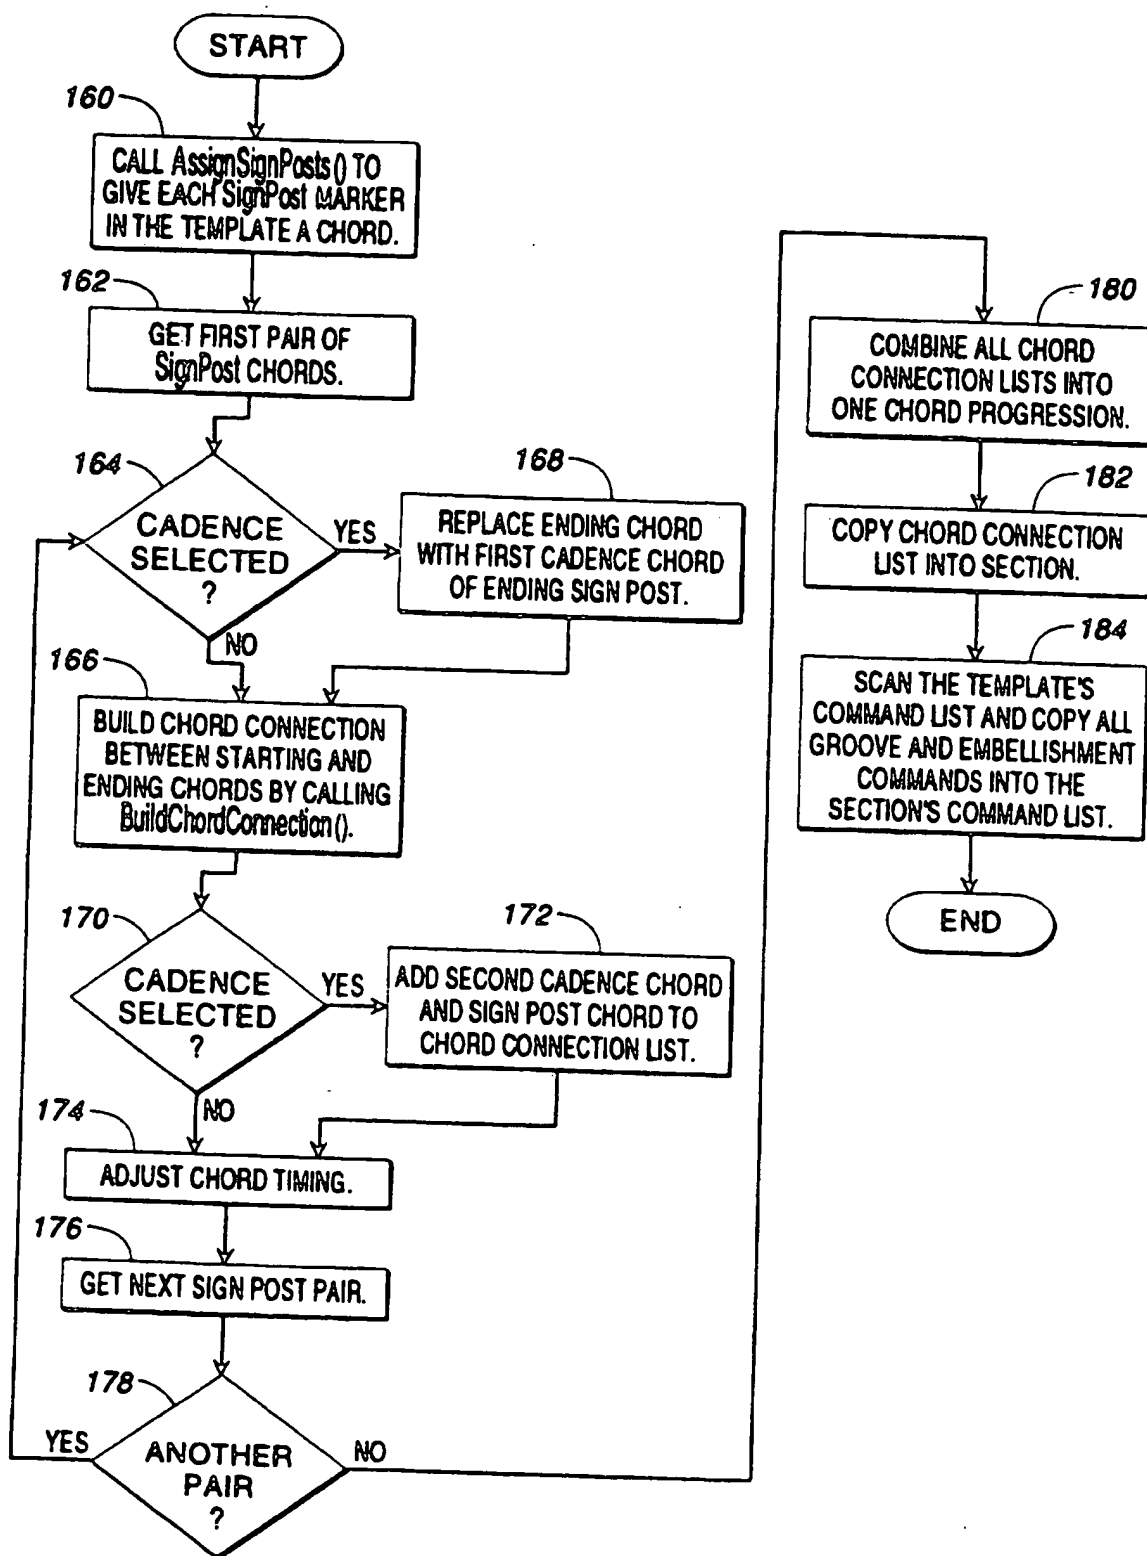 START
160
CALL AssignSignPosts() TO
GIVE EACH SignPost MARKER
IN THE TEMPLATE A CHORD.
162
GET FIRST PAIR OF
SignPost CHORDS.
164
CADENCE
SELECTED
?
YES
NO
168
REPLACE ENDING CHORD
WITH FIRST CADENCE CHORD
OF ENDING SIGN POST.
166
BUILD CHORD CONNECTION
BETWEEN STARTING AND
ENDING CHORDS BY CALLING
BuildChordConnection().
170
CADENCE
SELECTED
?
YES
NO
172
ADD SECOND CADENCE CHORD
AND SIGN POST CHORD TO
CHORD CONNECTION LIST.
174
ADJUST CHORD TIMING.
176
GET NEXT SIGN POST PAIR.
178
YES
ANOTHER
PAIR
?
NO
180
COMBINE ALL CHORD
CONNECTION LISTS INTO
ONE CHORD PROGRESSION.
182
COPY CHORD CONNECTION
LIST INTO SECTION.
184
SCAN THE TEMPLATE'S
COMMAND LIST AND COPY ALL
GROOVE AND EMBELLISHMENT
COMMANDS INTO THE
SECTION'S COMMAND LIST.
END